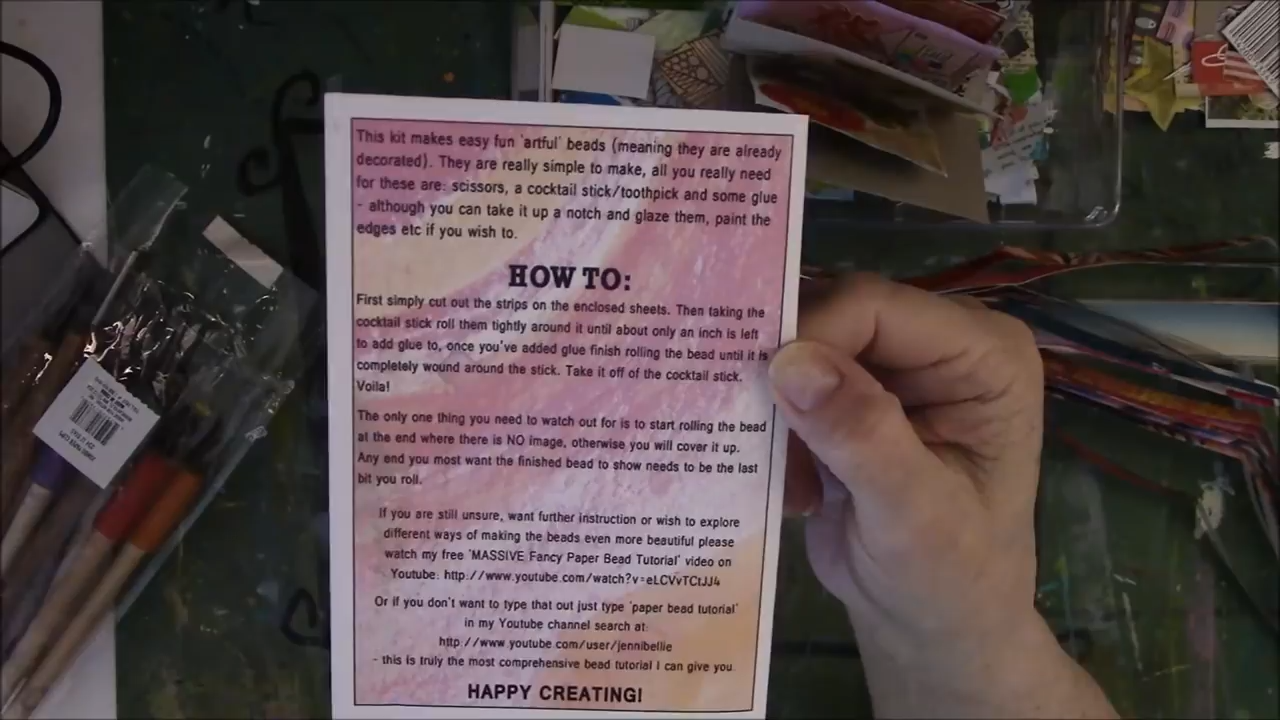 This kit makes easy fun 'artful' beads (meaning they are already
decorated). They are really simple to make, all you really need
for these are: scissors, a cocktail stick/toothpick and some glue
- although you can take it up a notch and glaze them, paint the
edges etc if you wish to.
HOW TO:
First simply cut out the strips on the enclosed sheets. Then taking the
cocktail stick roll them tightly around it until about only an inch is left
to add glue to, once you've added glue finish rolling the bead until it is
completely wound around the stick. Take it off of the cocktail stick.
Voila!
The only one thing you need to watch out for is to start rolling the bead
at the end where there is NO image, otherwise you will cover it up.
Any end you most want the finished bead to show needs to be the last
bit you roll.
If you are still unsure, want further instruction or wish to explore
different ways of making the beads even more beautiful please
watch my free 'MASSIVE Fancy Paper Bead Tutorial' video on
Youtube: http://www.youtube.com/watch?v=eLCVvTCtJJ4
Or if you don't want to type that out just type 'paper bead tutorial'
in my Youtube channel search at:
http://www.youtube.com/user/jennibellie
- this is truly the most comprehensive bead tutorial I can give you.
HAPPY CREATING!